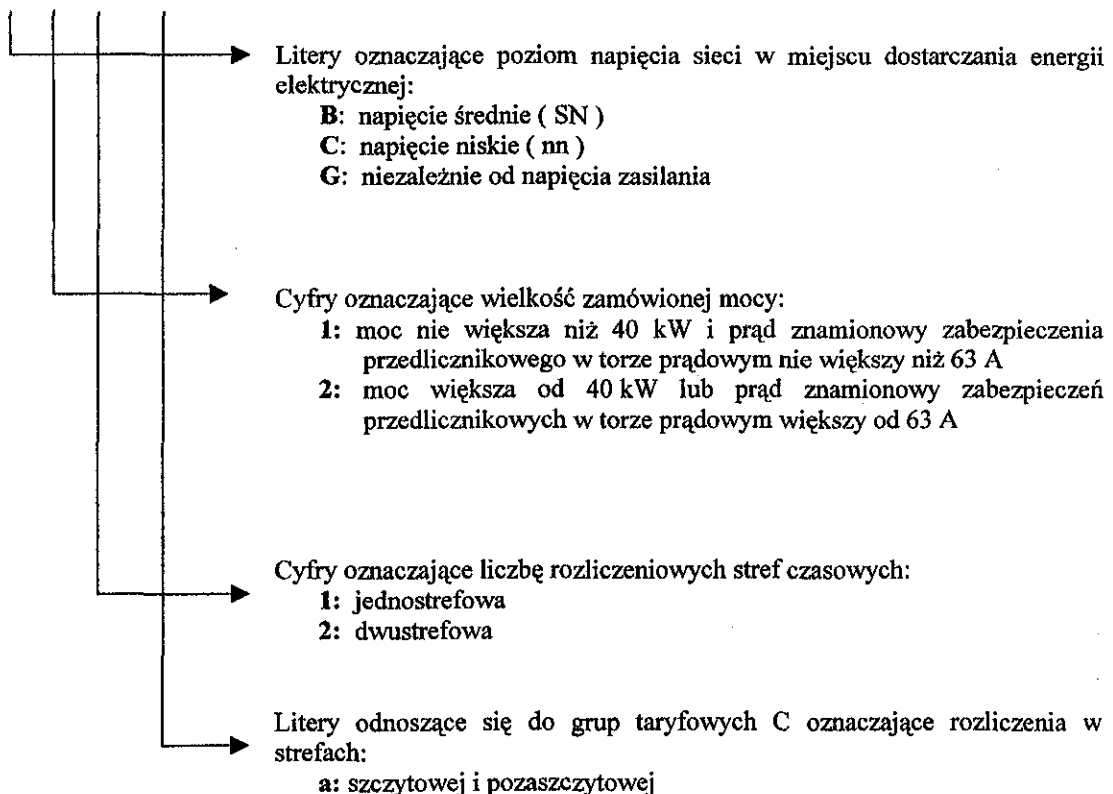 Litery oznaczające poziom napięcia sieci w miejscu dostarczania energii
elektrycznej:
B: napięcie średnie ( SN )
C: napięcie niskie ( nn )
G: niezależnie od napięcia zasilania
Cyfry oznaczające wielkość zamówionej mocy:
1: moc nie większa niż 40 kW i prąd znamionowy zabezpieczenia
przedlicznikowego w torze prądowym nie większy niż 63 A
2: moc większa od 40 kW lub prąd znamionowy zabezpieczeń
przedlicznikowych w torze prądowym większy od 63 A
Cyfry oznaczające liczbę rozliczeniowych stref czasowych:
1: jednostrefowa
2: dwustrefowa
Litery odnoszące się do grup taryfowych C oznaczające rozliczenia w
strefach:
a: szczytowej i pozaszczytowej